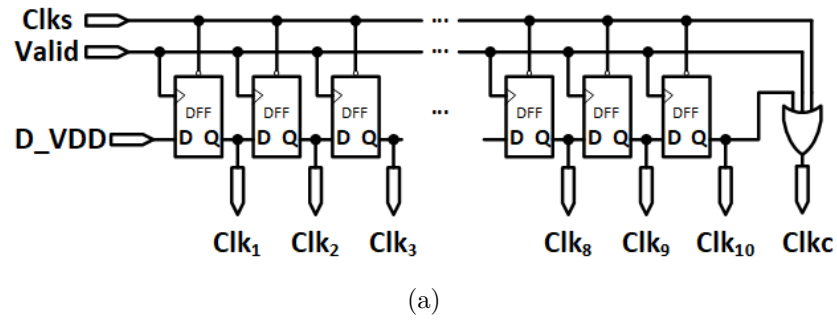 Clks
...
Valid
...
DFF DFF DFF ... DFF DFF DFF
D_VDD D Q D Q D Q D Q D Q D Q
Clk₁ Clk₂ Clk₃ Clk₈ Clk₉ Clk₁₀ Clkc
(a)